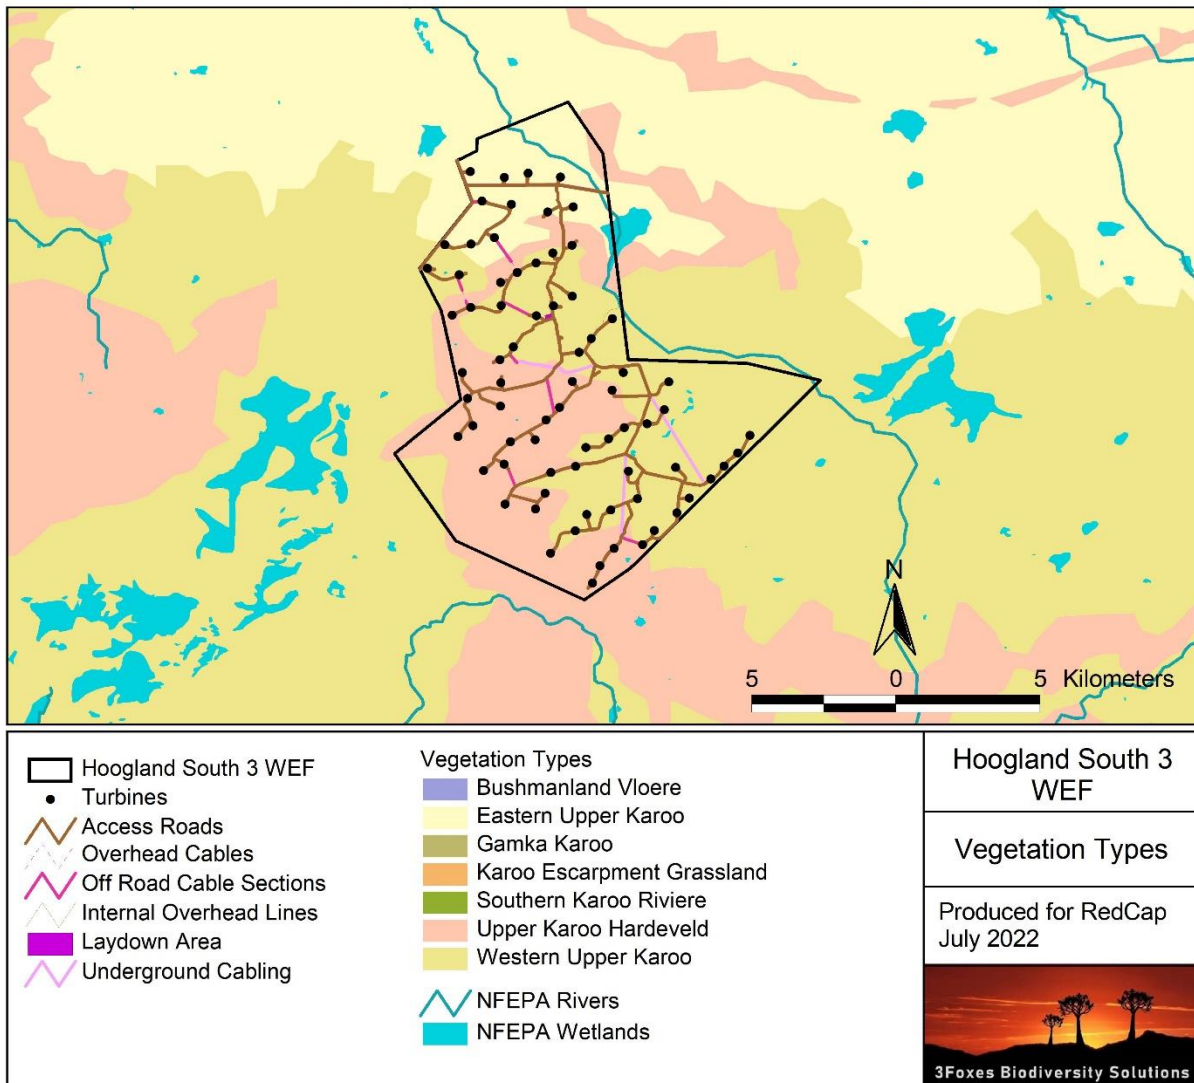 N
5 0 5 Kilometers
Hoogland South 3 WEF
Turbines
Access Roads
Overhead Cables
Off Road Cable Sections
Internal Overhead Lines
Laydown Area
Underground Cabling
Vegetation Types
Bushmanland Vloere
Eastern Upper Karoo
Gamka Karoo
Karoo Escarpment Grassland
Southern Karoo Riviere
Upper Karoo Hardeveld
Western Upper Karoo
NFEPA Rivers
NFEPA Wetlands
Hoogland South 3
WEF
Vegetation Types
Produced for RedCap
July 2022
3Foxes Biodiversity Solutions